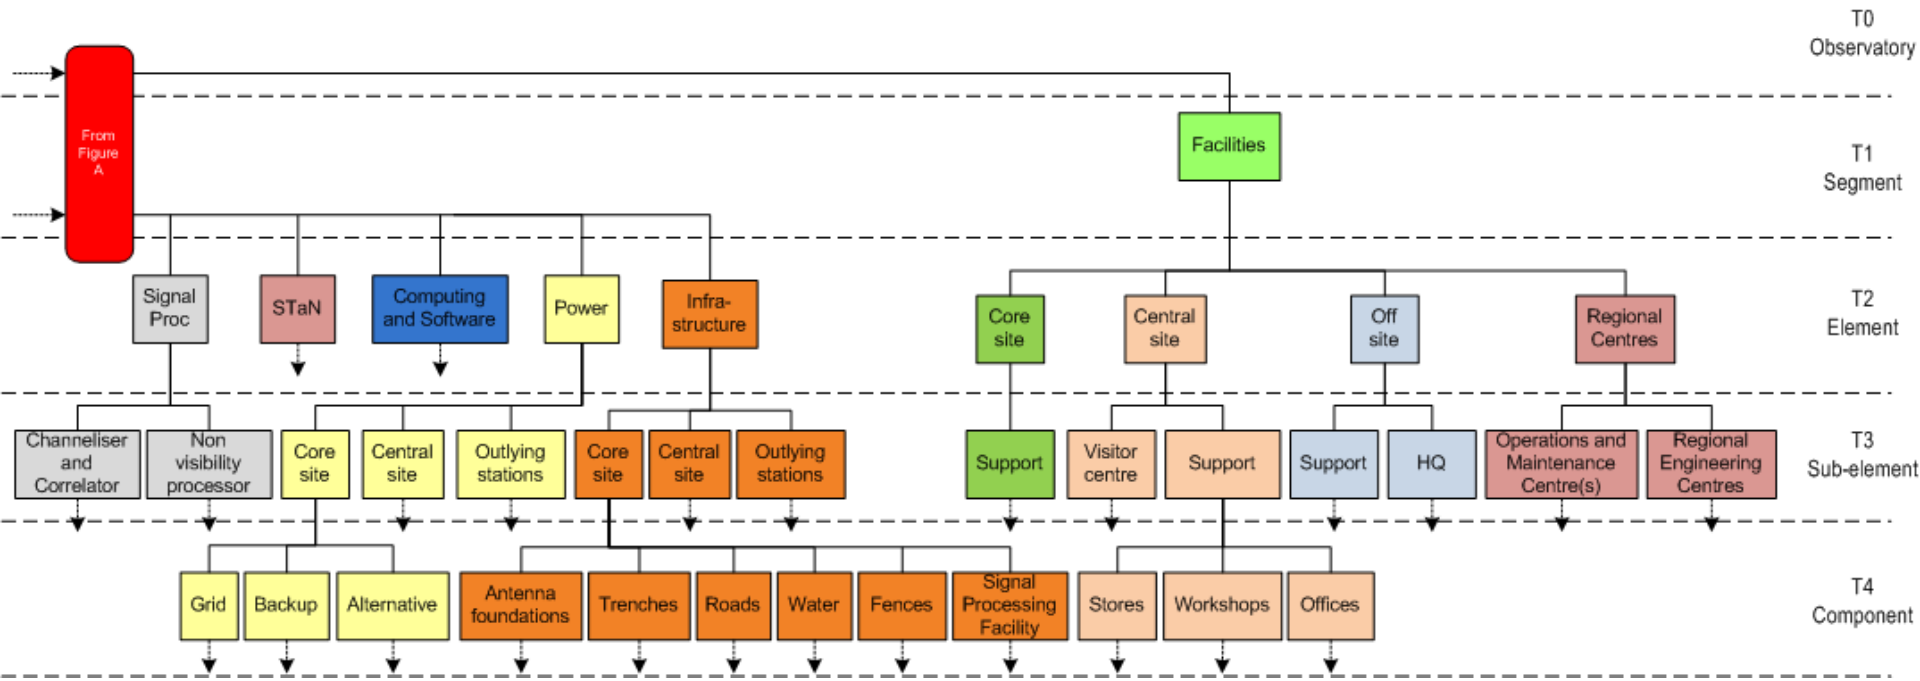 T0
Observatory
From
Figure
A
Facilities
T1
Segment
Signal
Proc
STaN
Computing
and Software
Power
Infra-
structure
Core
site
Central
site
Off
site
Regional
Centres
T2
Element
Channeliser
and
Correlator
Non
visibility
processor
Core
site
Central
site
Outlying
stations
Core
site
Central
site
Outlying
stations
Support
Visitor
centre
Support
Support
HQ
Operations and
Maintenance
Centre(s)
Regional
Engineering
Centres
T3
Sub-element
Grid
Backup
Alternative
Antenna
foundations
Trenches
Roads
Water
Fences
Signal
Processing
Facility
Stores
Workshops
Offices
T4
Component